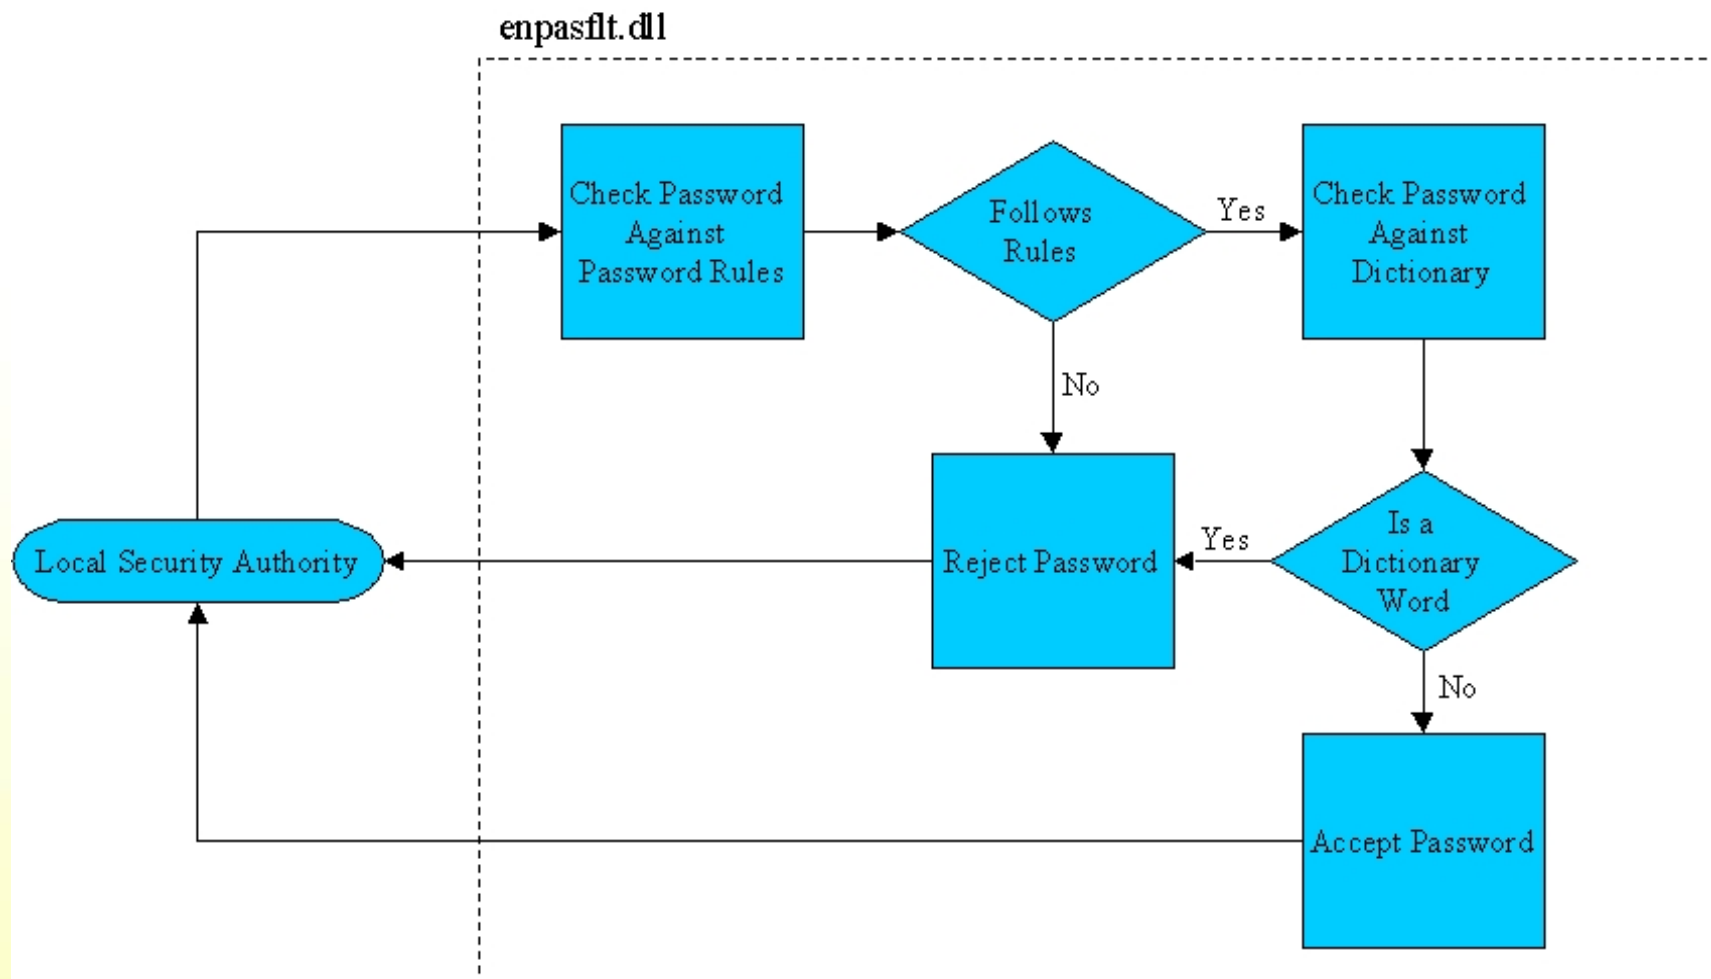 enpasflt.dll
Check Password
Against
Password Rules
Follows
Rules
Yes
Check Password
Against
Dictionary
No
Local Security Authority
Reject Password
Yes
Is a
Dictionary
Word
No
Accept Password